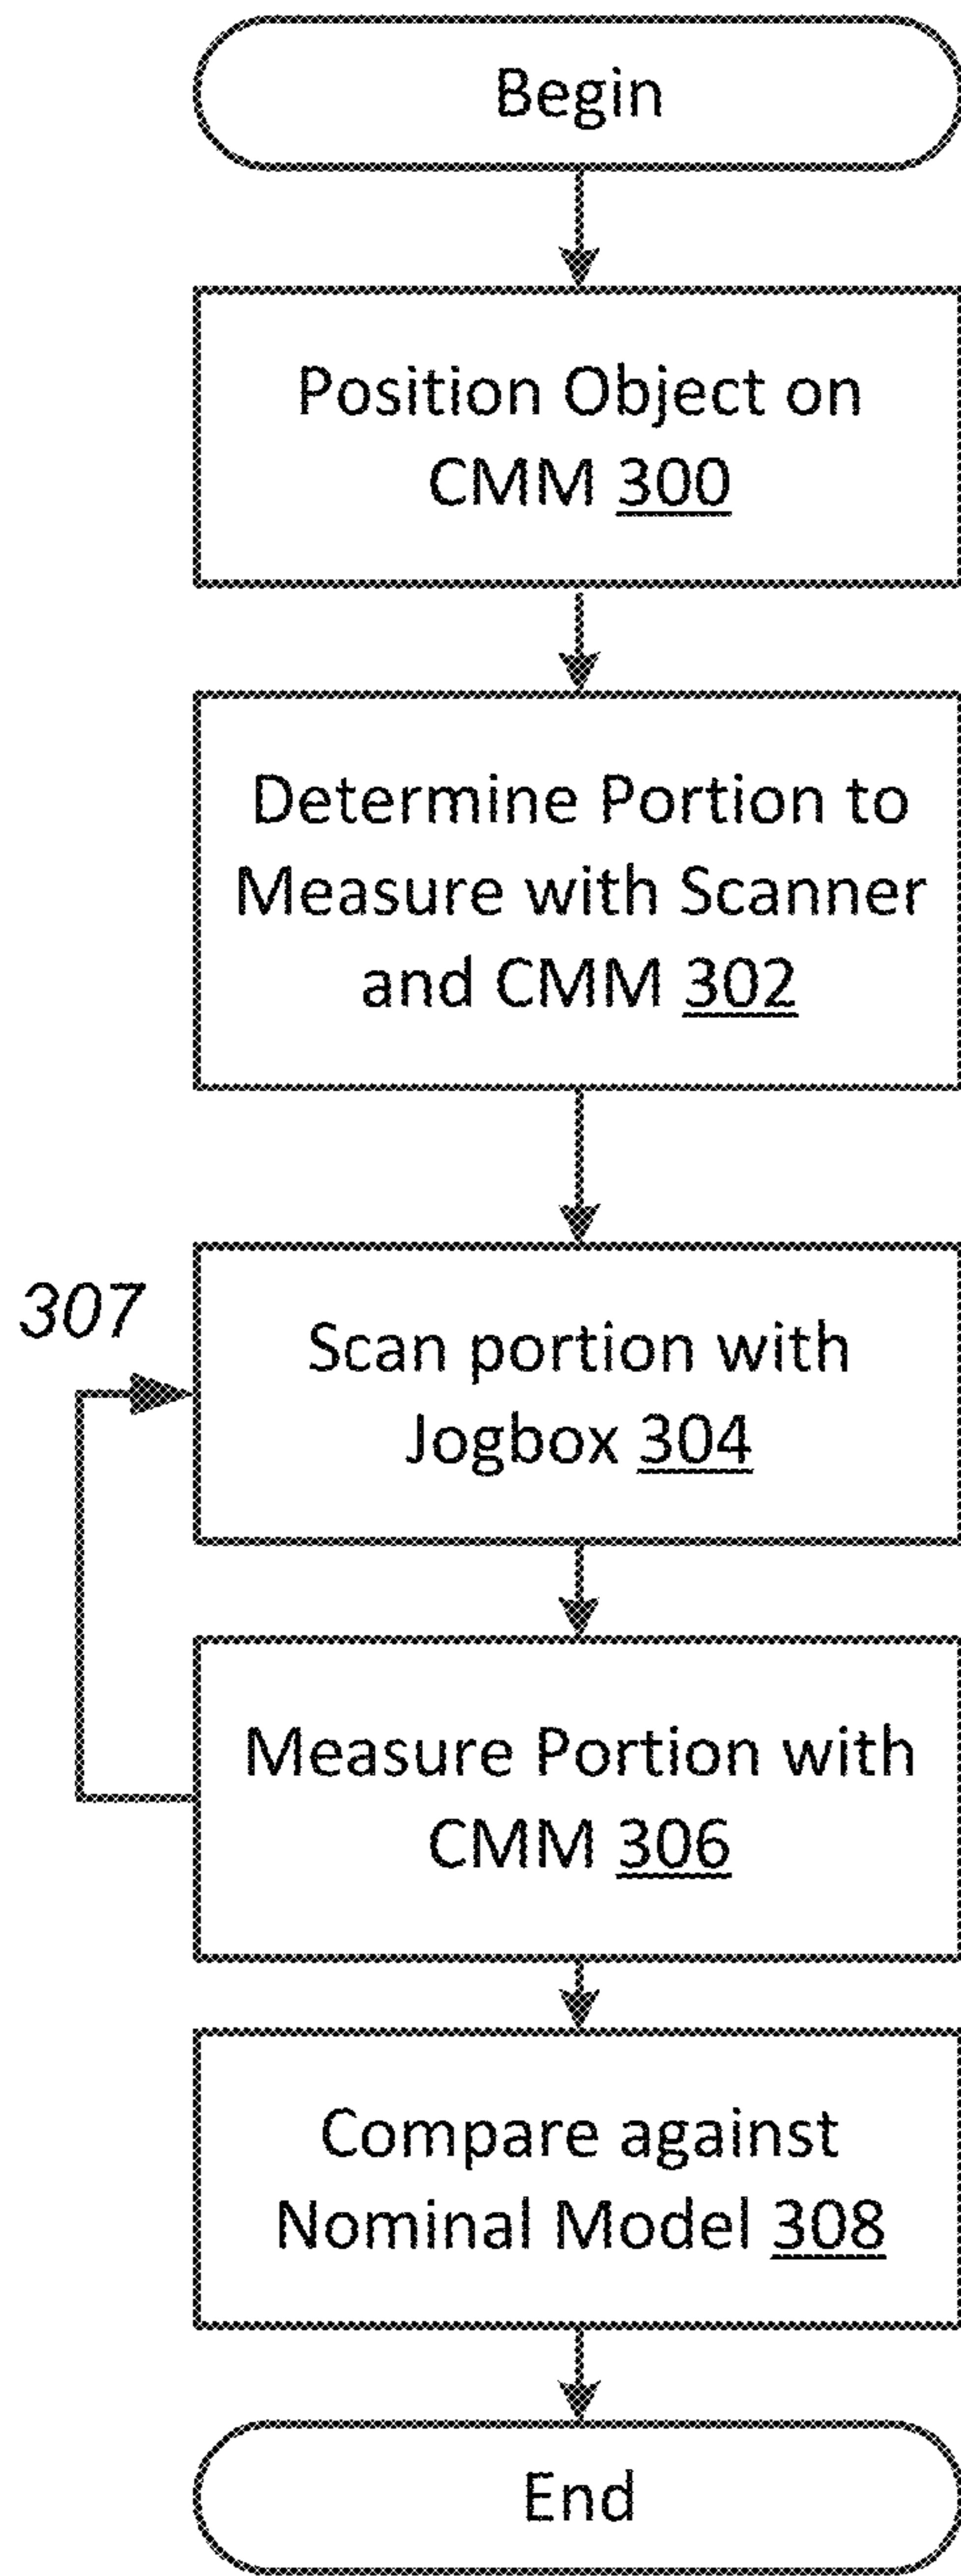 Begin
Position Object on
CMM 300
Determine Portion to
Measure with Scanner
and CMM 302
307
Scan portion with
Jogbox 304
Measure Portion with
CMM 306
Compare against
Nominal Model 308
End